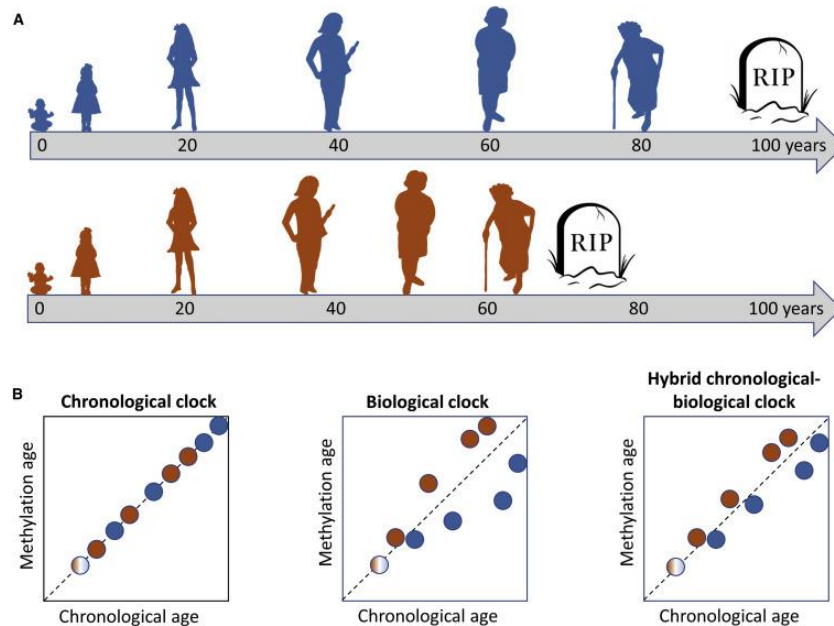 A
RIP
0 20 40 60 80 100 years
RIP
0 20 40 60 80 100 years
B
Chronological clock
Methylation age
Chronological age
Biological clock
Methylation age
Chronological age
Hybrid chronological-
biological clock
Methylation age
Chronological age